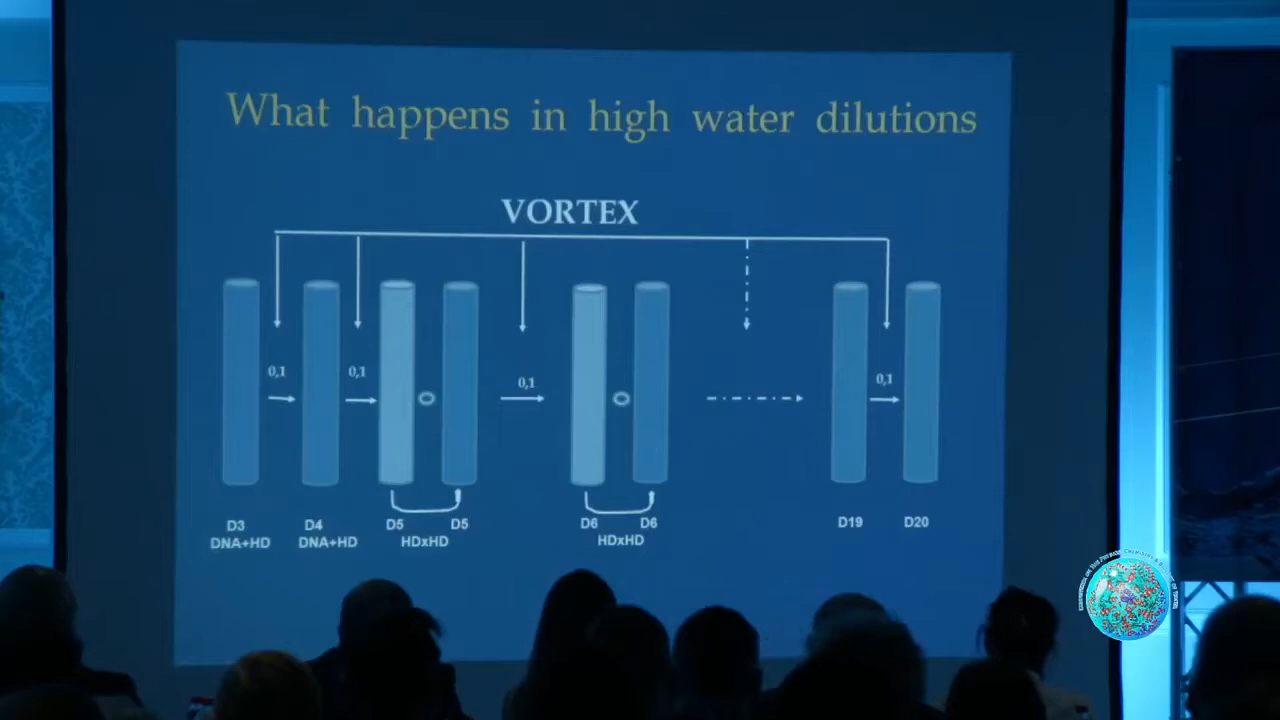 What happens in high water dilutions
VORTEX
0,1
0,1
0,1
0,1
D3
D4
D5
D5
D6
D6
D19
D20
DNA+HD
DNA+HD
HDxHD
HDxHD